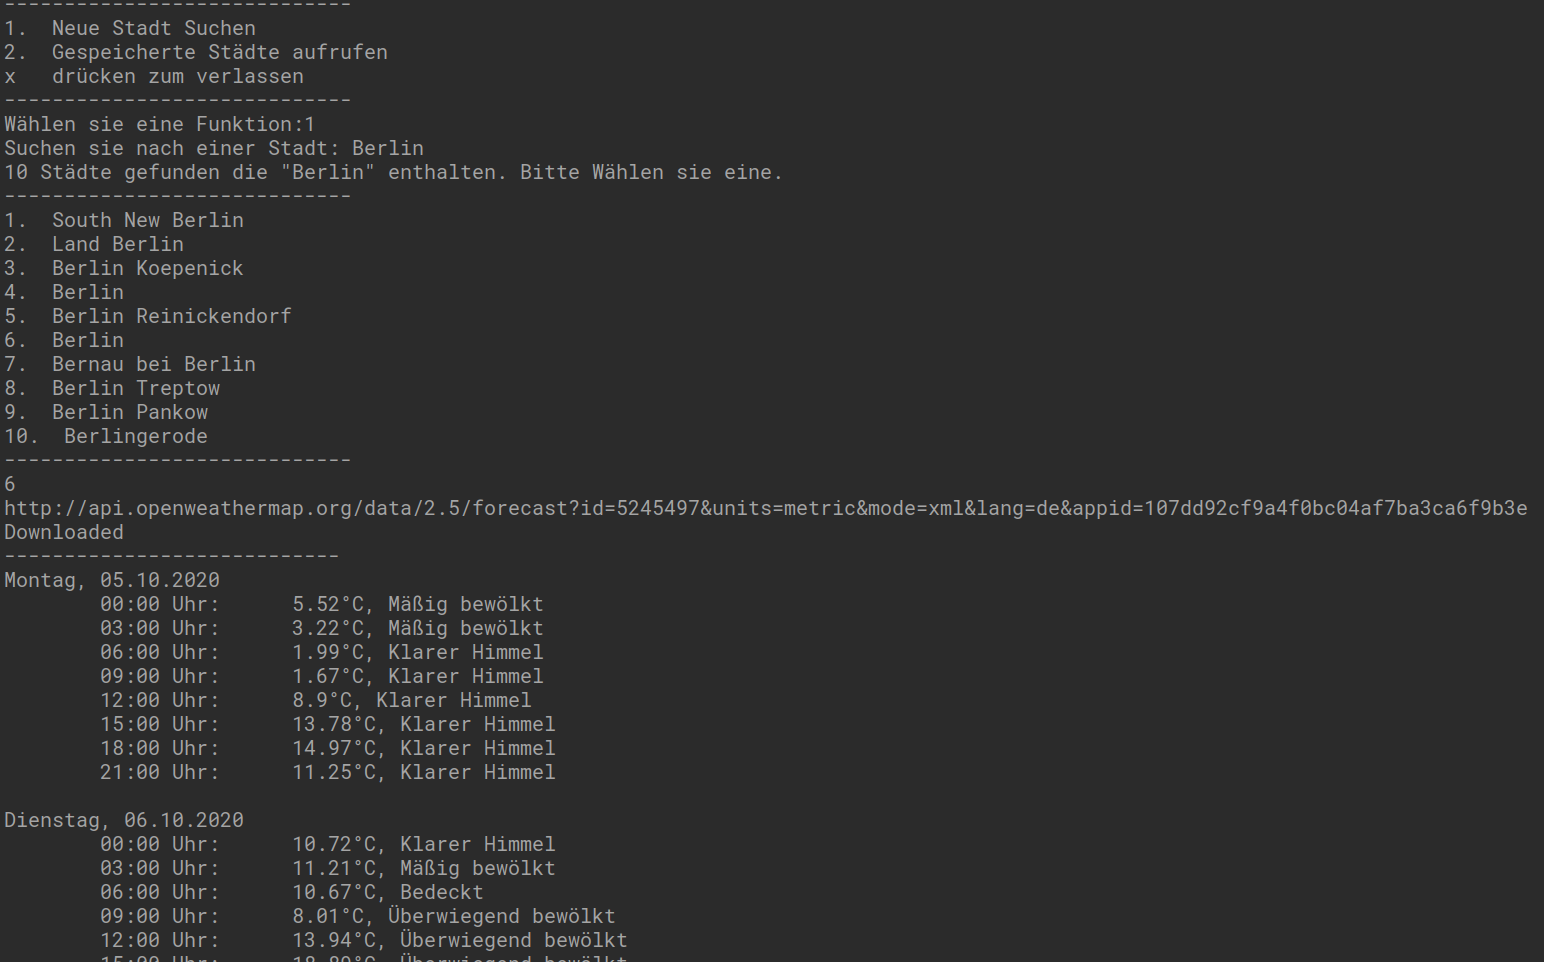 ----------------------------
1.  Neue Stadt Suchen
2.  Gespeicherte Städte aufrufen
x   drücken zum verlassen
----------------------------
Wählen sie eine Funktion:1
Suchen sie nach einer Stadt: Berlin
10 Städte gefunden die "Berlin" enthalten. Bitte Wählen sie eine.
----------------------------
1.  South New Berlin
2.  Land Berlin
3.  Berlin Koepenick
4.  Berlin
5.  Berlin Reinickendorf
6.  Berlin
7.  Bernau bei Berlin
8.  Berlin Treptow
9.  Berlin Pankow
10.  Berlingerode
----------------------------
6
http://api.openweathermap.org/data/2.5/forecast?id=5245497&units=metric&mode=xml&lang=de&appid=107dd92cf9a4f0bc04af7ba3ca6f9b3e
Downloaded
---------------------------
Montag, 05.10.2020
00:00 Uhr: 5.52°C, Mäßig bewölkt
03:00 Uhr: 3.22°C, Mäßig bewölkt
06:00 Uhr: 1.99°C, Klarer Himmel
09:00 Uhr: 1.67°C, Klarer Himmel
12:00 Uhr: 8.9°C, Klarer Himmel
15:00 Uhr: 13.78°C, Klarer Himmel
18:00 Uhr: 14.97°C, Klarer Himmel
21:00 Uhr: 11.25°C, Klarer Himmel
Dienstag, 06.10.2020
00:00 Uhr: 10.72°C, Klarer Himmel
03:00 Uhr: 11.21°C, Mäßig bewölkt
06:00 Uhr: 10.67°C, Bedeckt
09:00 Uhr: 8.01°C, Überwiegend bewölkt
12:00 Uhr: 13.94°C, Überwiegend bewölkt
15:00 Uhr: Überwiegend bewölkt